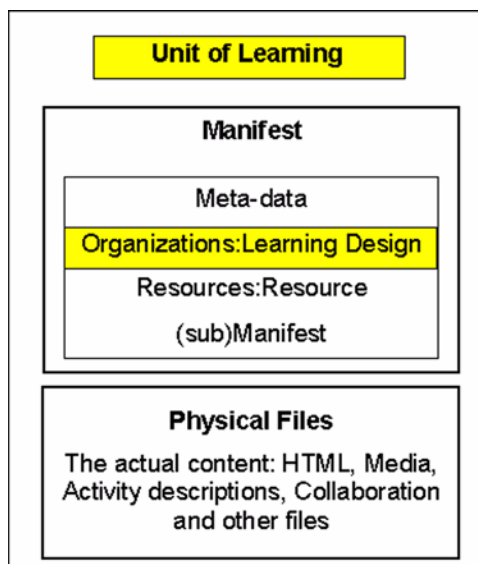 Unit of Learning
Manifest
Meta-data
Organizations:Learning Design
Resources:Resource
(sub)Manifest
Physical Files
The actual content: HTML, Media,
Activity descriptions, Collaboration
and other files